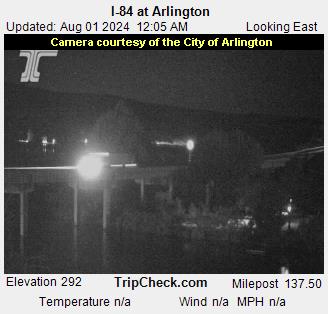 I-84 at Arlington
Updated: Aug 01 2024 12:05 AM Looking East
Camera courtesy of the City of Arlington
Elevation 292 TripCheck.com Milepost 137.50
Temperature n/a Wind n/a MPH n/a